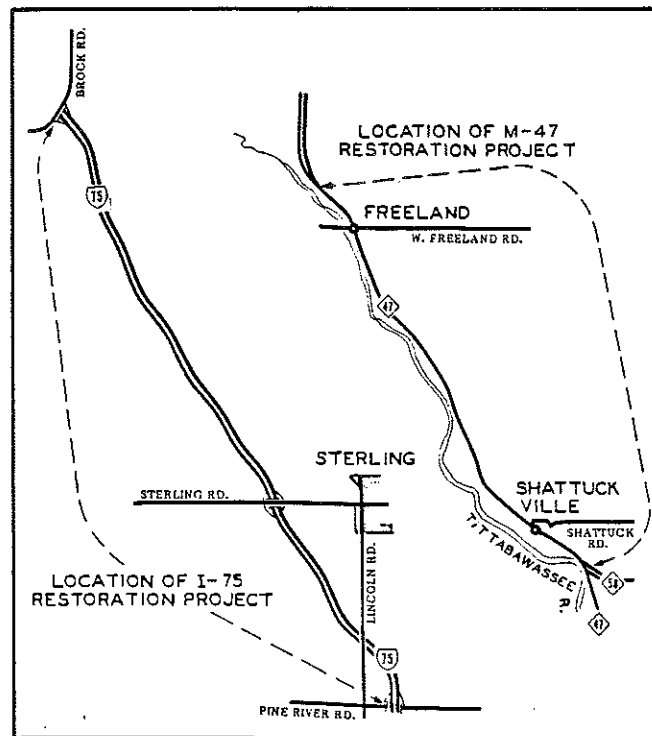 BROCK RD.
75
LOCATION OF M-47
RESTORATION PROJECT
FREELAND
W. FREELAND RD.
47
STERLING
STERLING RD.
SHATTUCK
VILLE
SHATTUCK
RD.
TITTABAWASSEE
R.
LOCATION OF I-75
RESTORATION PROJECT
LINCOLN RD.
58
47
75
PINE RIVER RD.